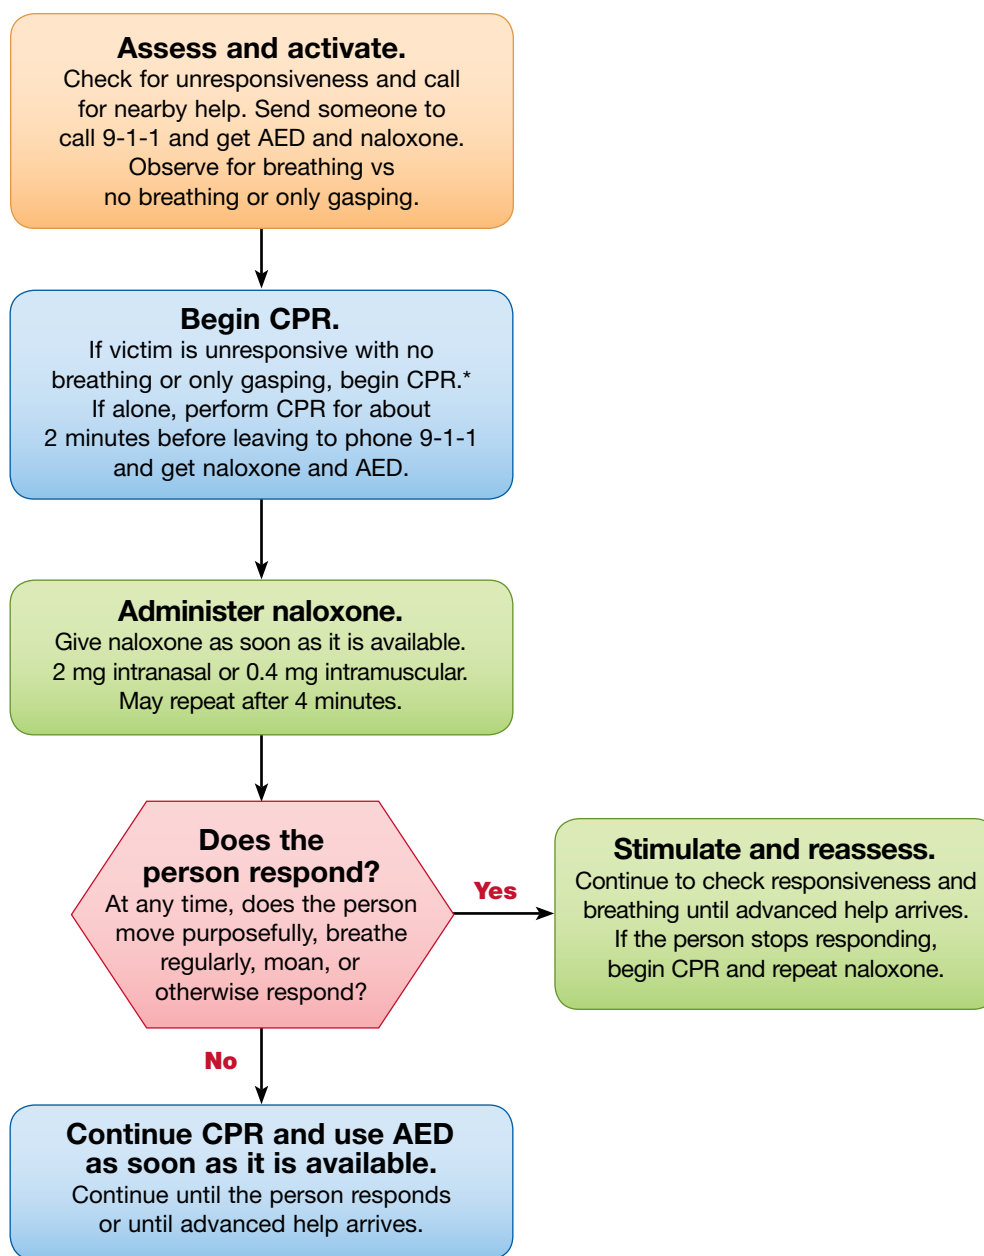 Assess and activate.
Check for unresponsiveness and call
for nearby help. Send someone to
call 9-1-1 and get AED and naloxone.
Observe for breathing vs
no breathing or only gasping.
Begin CPR.
If victim is unresponsive with no
breathing or only gasping, begin CPR.*
If alone, perform CPR for about
2 minutes before leaving to phone 9-1-1
and get naloxone and AED.
Administer naloxone.
Give naloxone as soon as it is available.
2 mg intranasal or 0.4 mg intramuscular.
May repeat after 4 minutes.
Does the
person respond?
At any time, does the person
move purposefully, breathe
regularly, moan, or
otherwise respond?
Yes
Stimulate and reassess.
Continue to check responsiveness and
breathing until advanced help arrives.
If the person stops responding,
begin CPR and repeat naloxone.
No
Continue CPR and use AED
as soon as it is available.
Continue until the person responds
or until advanced help arrives.